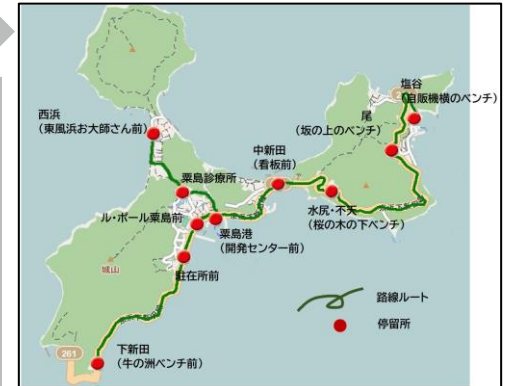 塩谷
(自販機横のベンチ)
尾
(坂の上のベンチ)
西浜
(東風浜お大師さん前)
中新田
(看板前)
粟島診療所
水尻・不天
(桜の木の下ベンチ)
ル・ポール粟島前
粟島港
(開発センター前)
城山
駐在所前
路線ルート
停留所
下新田
(牛の洲ベンチ前)
261